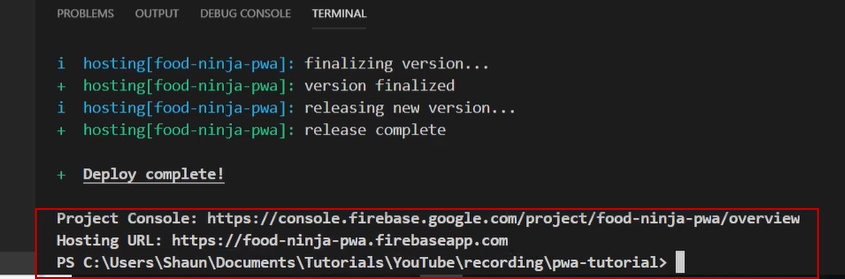 PROBLEMS OUTPUT DEBUG CONSOLE TERMINAL
i hosting[food-ninja-pwa]: finalizing version...
+ hosting[food-ninja-pwa]: version finalized
i hosting[food-ninja-pwa]: releasing new version...
+ hosting[food-ninja-pwa]: release complete
+ Deploy complete!
Project Console: https://console.firebase.google.com/project/food-ninja-pwa/overview
Hosting URL: https://food-ninja-pwa.firebaseapp.com
PS C:\Users\Shaun\Documents\Tutorials\YouTube\recording\pwa-tutorial>